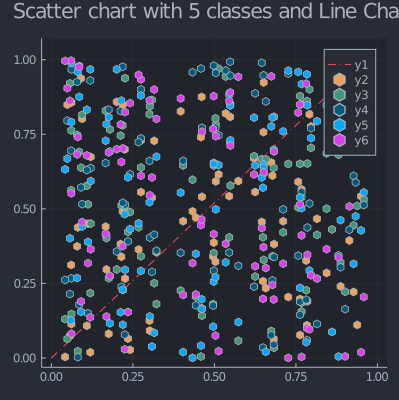 Scatter chart with 5 classes and Line Cha
1.00
0.75
0.50
0.25
0.00
0.00 0.25 0.50 0.75 1.00
y1
y2
y3
y4
y5
y6